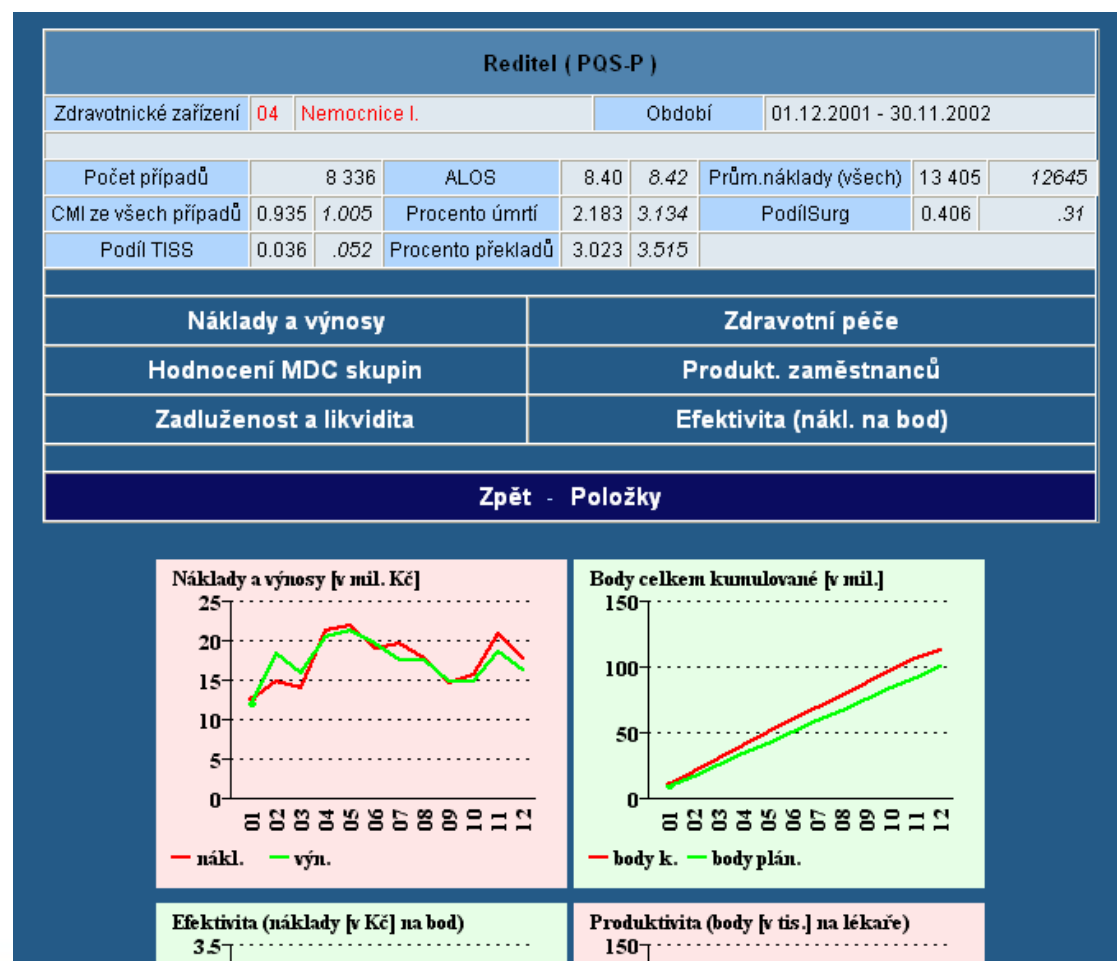 Reditel ( PQS-P )
Zdravotnické zařízení 04 Nemocnice I. Období 01.12.2001 - 30.11.2002
Počet případů 8 336 ALOS 8.40 8.42 Prům.náklady (všech) 13 405 12645
CMI ze všech případů 0.935 1.005 Procento úmrtí 2.183 3.134 PodílSurg 0.406 .31
Podíl TISS 0.036 .052 Procento překladů 3.023 3.515
Náklady a výnosy Zdravotní péče
Hodnocení MDC skupin Produkt. zaměstnanců
Zadluženost a likvidita Efektivita (nákl. na bod)
Zpět - Položky
Náklady a výnosy [v mil. Kč]
25
20
15
10
5
0
01 02 03 04 05 06 07 08 09 10 11 12
nákl. výn.
Body celkem kumulované [v mil.]
150
100
50
0
01 02 03 04 05 06 07 08 09 10 11 12
body k. body plán.
Efektivita (náklady [v Kč] na bod)
3.5
Produktivita (body [v tis.] na lékaře)
150